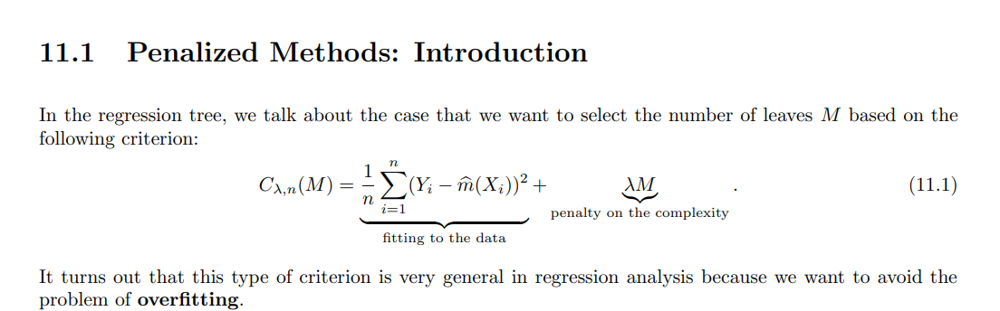 11.1 Penalized Methods: Introduction
In the regression tree, we talk about the case that we want to select the number of leaves M based on the
following criterion:
C_{λ,n}(M) = \frac{1}{n} \sum_{i=1}^{n} (Y_i − \widehat{m}(X_i))^2 + λM . (11.1)
fitting to the data
penalty on the complexity
It turns out that this type of criterion is very general in regression analysis because we want to avoid the
problem of overfitting.